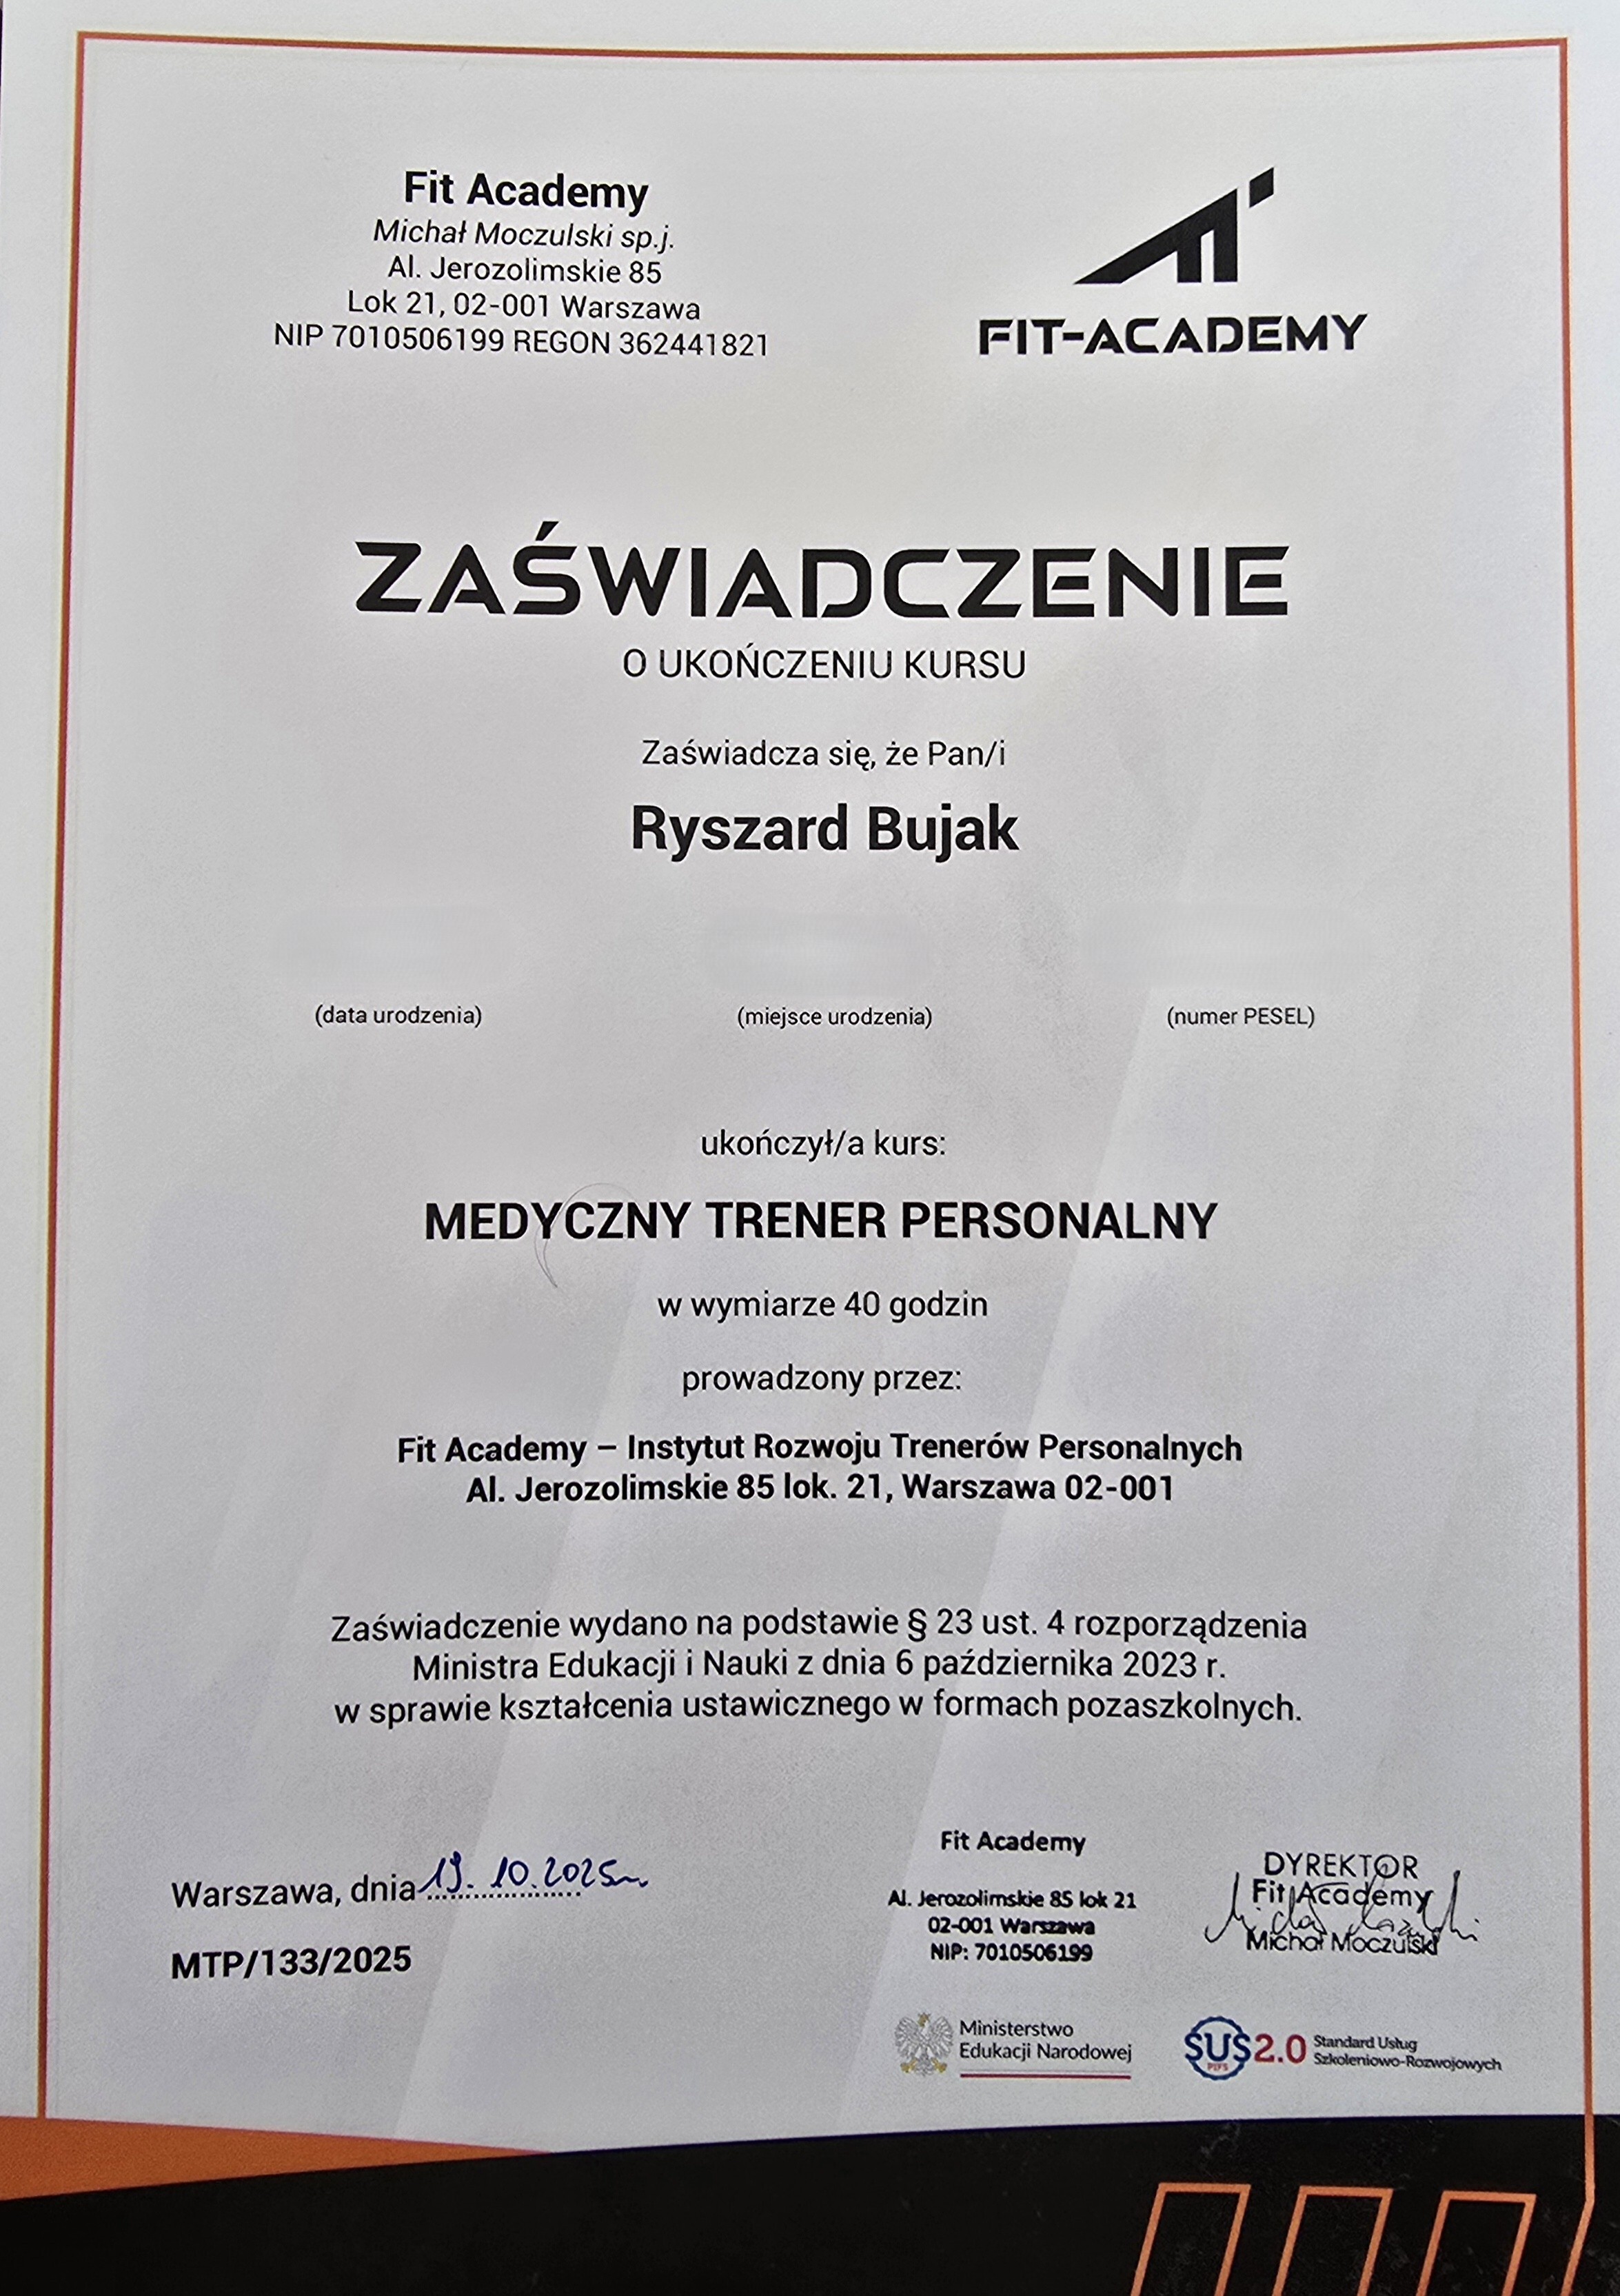 Fit Academy
Michał Moczulski sp.j.
Al. Jerozolimskie 85
Lok 21, 02-001 Warszawa
NIP 7010506199 REGON 362441821
FIT-ACADEMY
ZAŚWIADCZENIE
O UKOŃCZENIU KURSU
Zaświadcza się, że Pan/i
Ryszard Bujak
(data urodzenia) (miejsce urodzenia) (numer PESEL)
ukończył/a kurs:
MEDYCZNY TRENER PERSONALNY
w wymiarze 40 godzin
prowadzony przez:
Fit Academy – Instytut Rozwoju Trenerów Personalnych
Al. Jerozolimskie 85 lok. 21, Warszawa 02-001
Zaświadczenie wydano na podstawie § 23 ust. 4 rozporządzenia
Ministra Edukacji i Nauki z dnia 6 października 2023 r.
w sprawie kształcenia ustawicznego w formach pozaszkolnych.
Warszawa, dnia 19.10.2025r.
MTP/133/2025
Fit Academy
Al. Jerozolimskie 85 lok 21
02-001 Warszawa
NIP: 7010506199
DYREKTOR
Fit Academy
Michał Moczulski
Ministerstwo
Edukacji Narodowej
SUS 2.0
PIFS
Standard Usług
Szkoleniowo-Rozwojowych